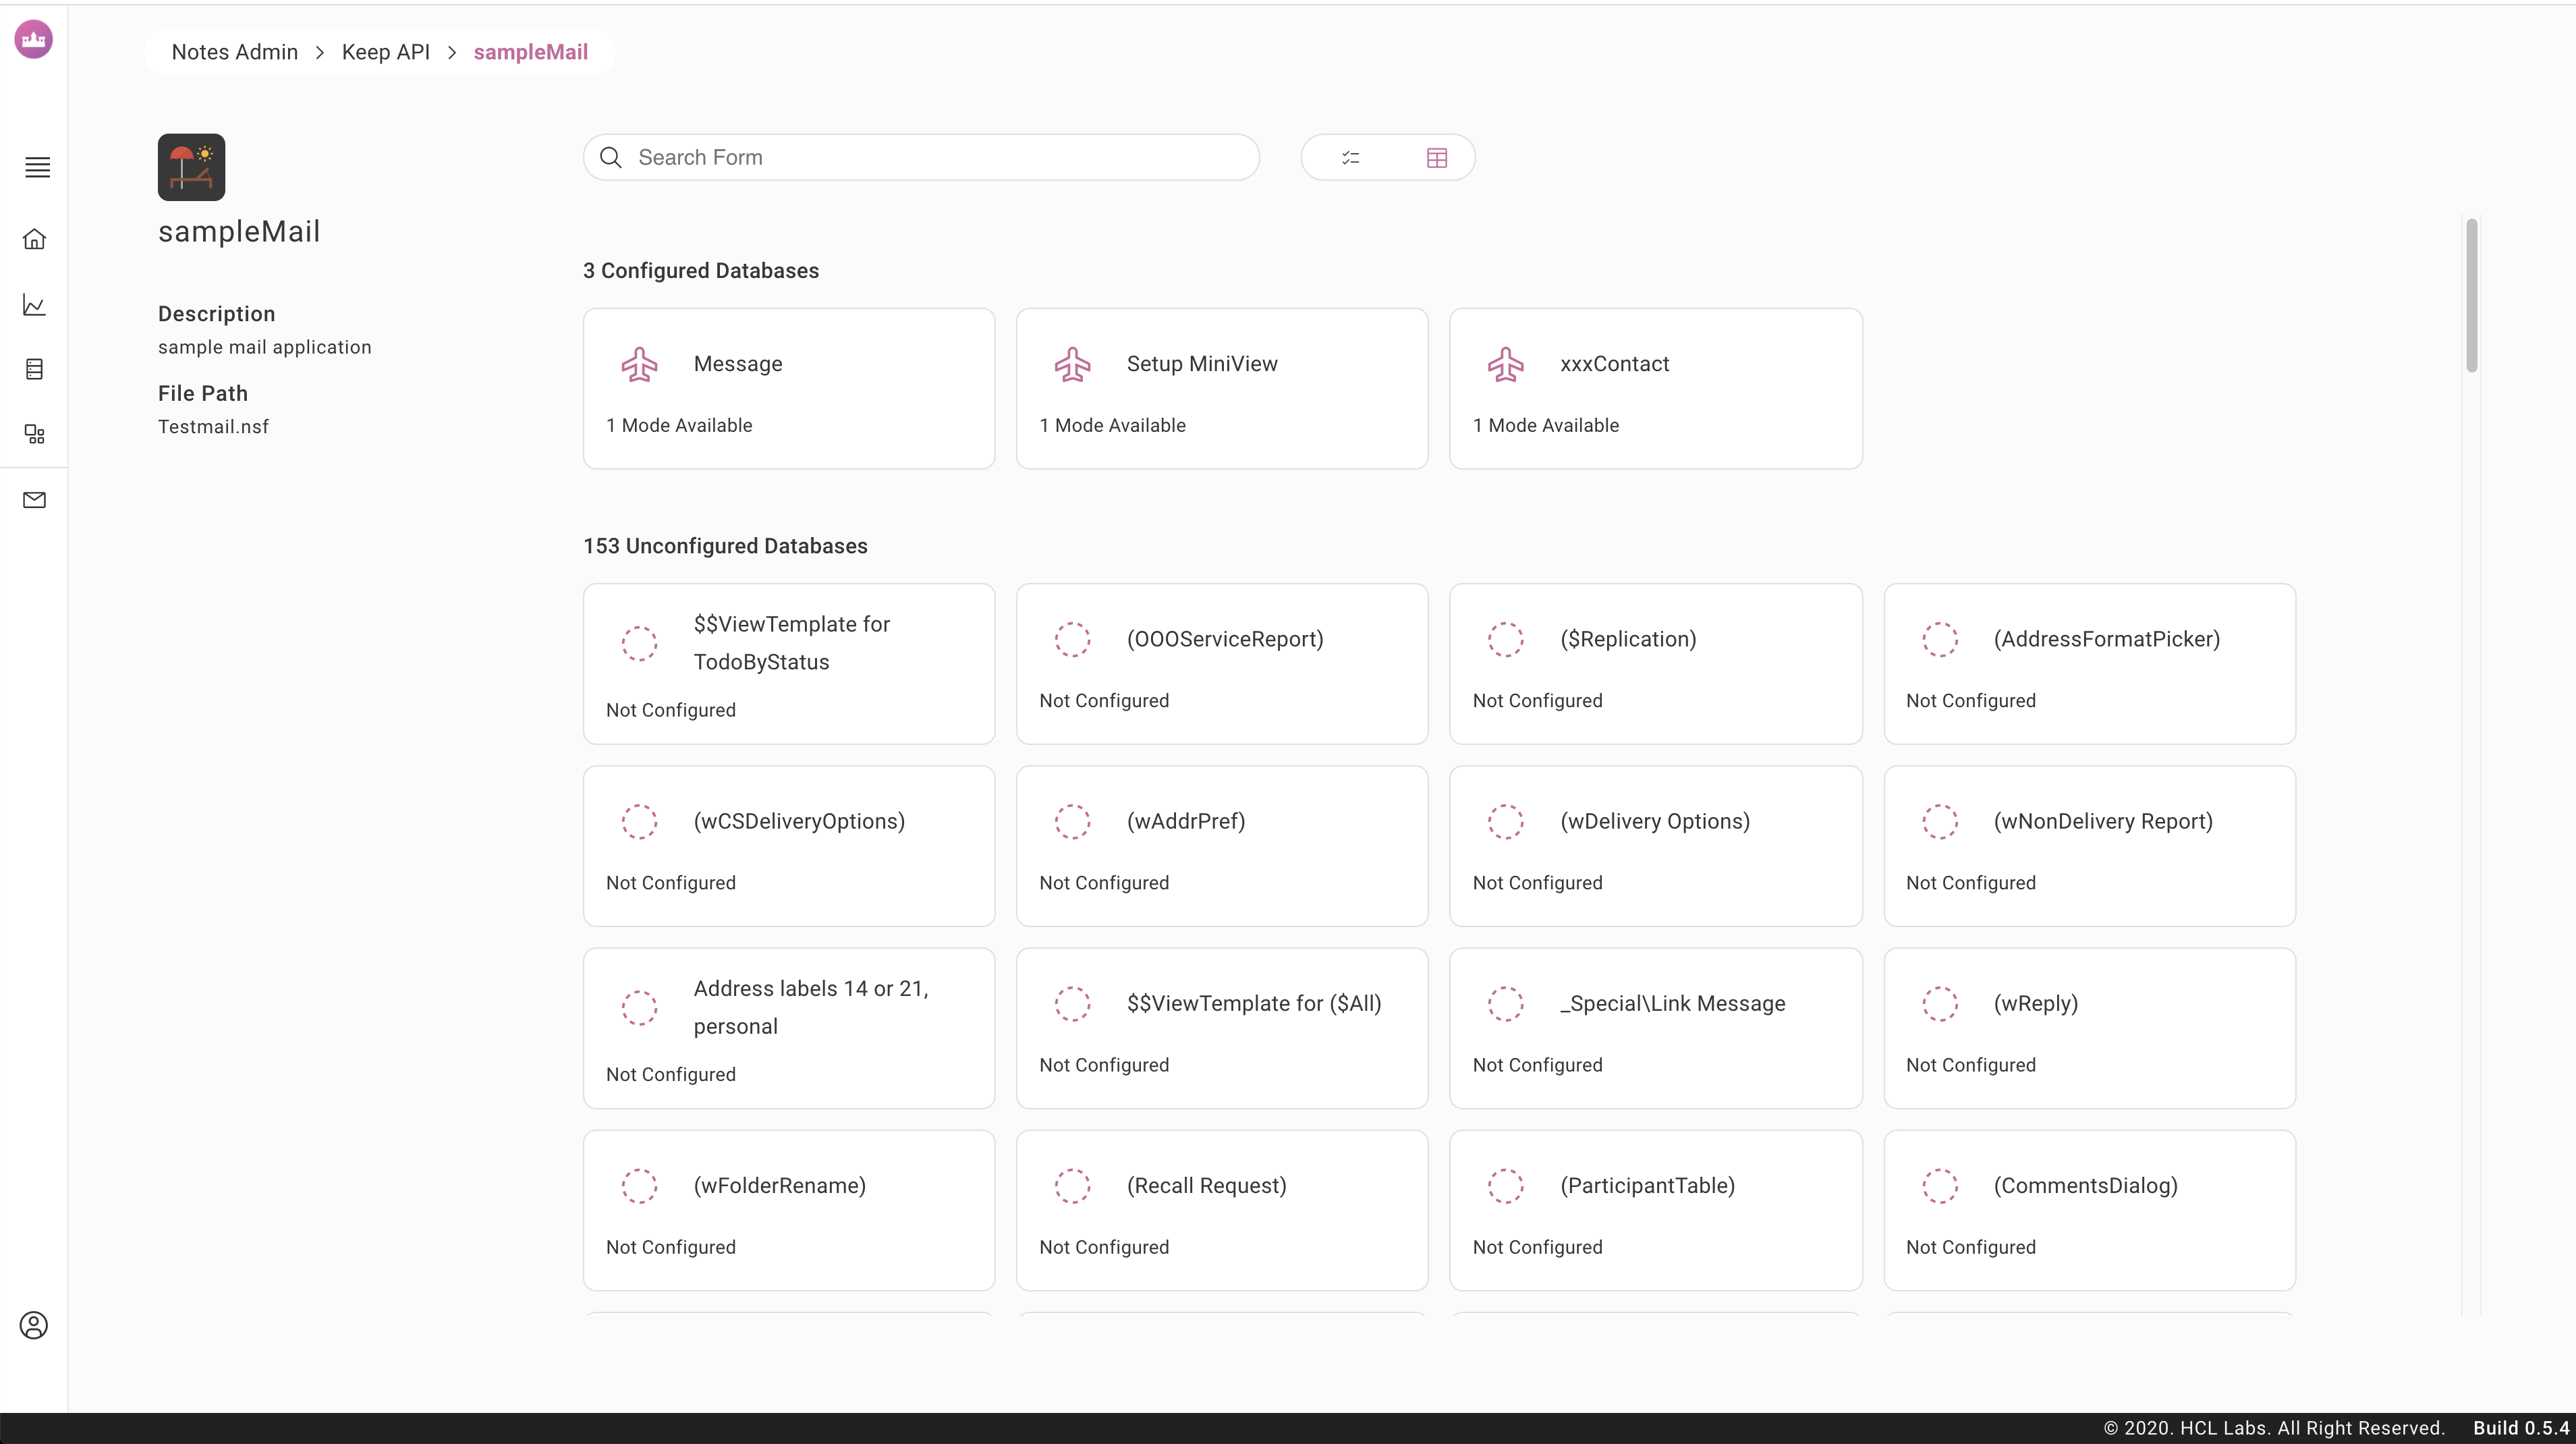 Notes Admin > Keep API > sampleMail
Search Form
sampleMail
Description
sample mail application
File Path
Testmail.nsf
3 Configured Databases
Message
1 Mode Available
Setup MiniView
1 Mode Available
xxxContact
1 Mode Available
153 Unconfigured Databases
$$ViewTemplate for
TodoByStatus
Not Configured
(OOOServiceReport)
Not Configured
($Replication)
Not Configured
(AddressFormatPicker)
Not Configured
(wCSDeliveryOptions)
Not Configured
(wAddrPref)
Not Configured
(wDelivery Options)
Not Configured
(wNonDelivery Report)
Not Configured
Address labels 14 or 21,
personal
Not Configured
$$ViewTemplate for ($All)
Not Configured
_Special\Link Message
Not Configured
(wReply)
Not Configured
(wFolderRename)
Not Configured
(Recall Request)
Not Configured
(ParticipantTable)
Not Configured
(CommentsDialog)
Not Configured
© 2020. HCL Labs. All Right Reserved. Build 0.5.4